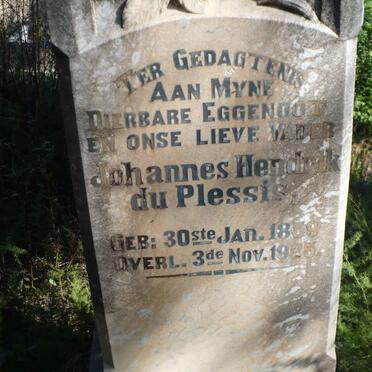 TER GEDAGTENIS
AAN MYNE
DIERBARE EGGENOOT
EN ONSE LIEVE VADER
Johannes Hendrik
du Plessis
GEB: 30ste JAN.
OVERL. 3de NOV.